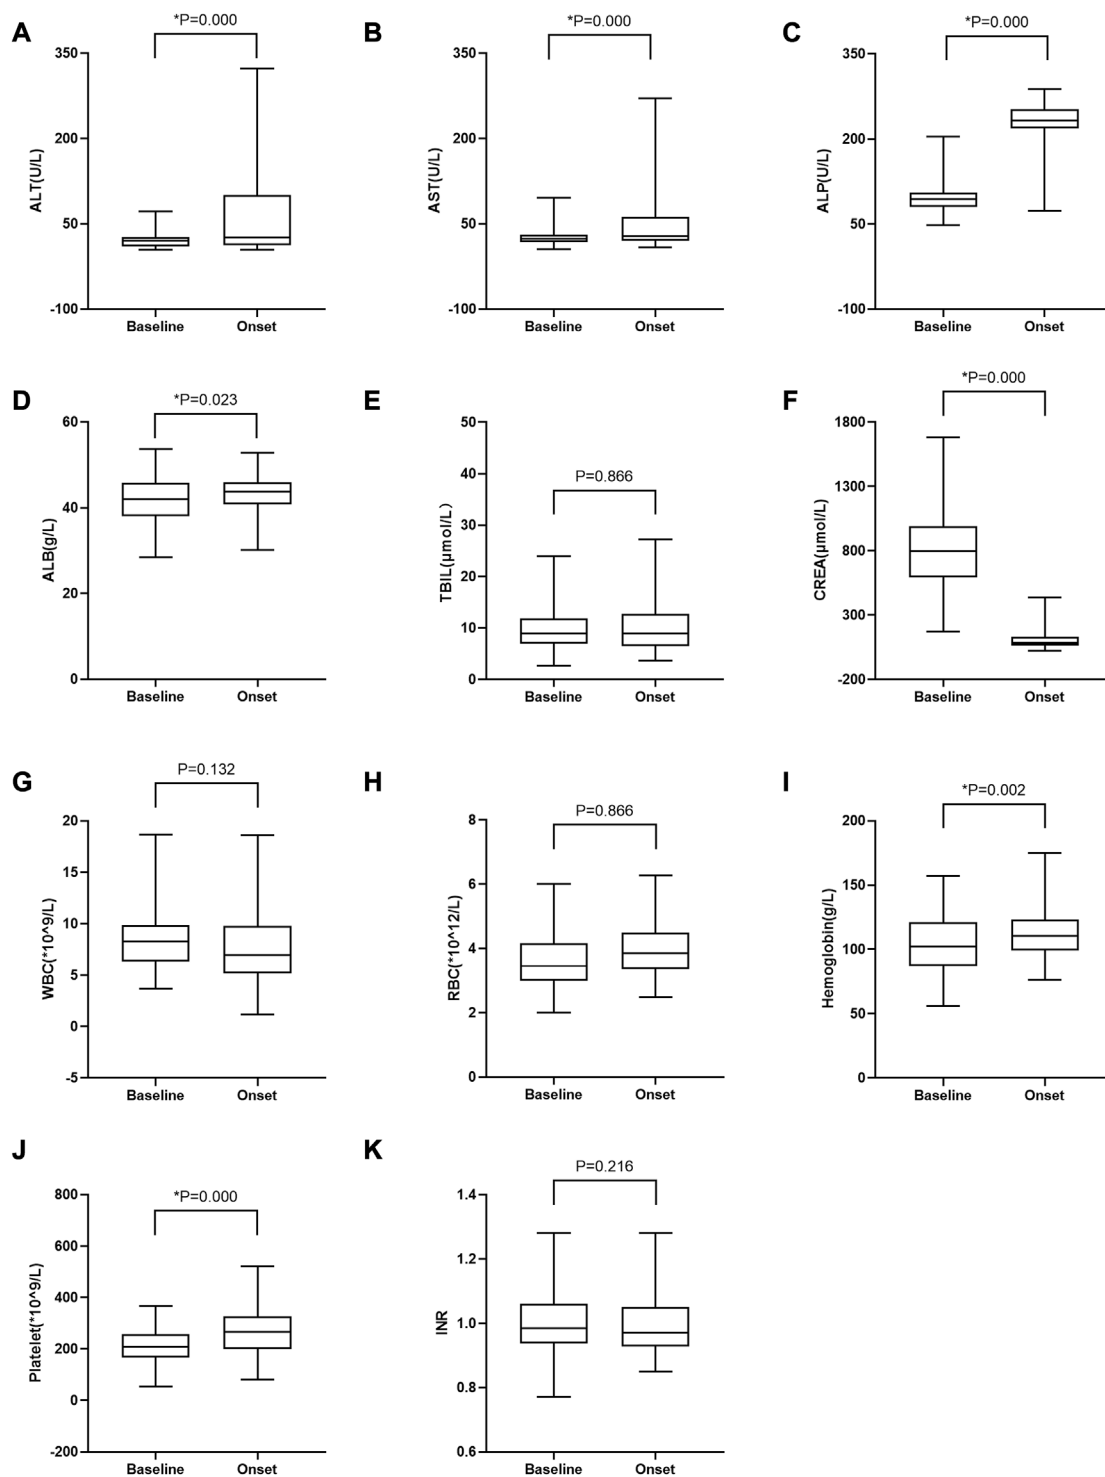 A
*P=0.000
350
200
50
-100
ALT(U/L)
Baseline
Onset
B
*P=0.000
350
200
50
-100
AST(U/L)
Baseline
Onset
C
*P=0.000
350
200
50
-100
ALP(U/L)
Baseline
Onset
D
*P=0.023
60
40
20
0
ALB(g/L)
Baseline
Onset
E
P=0.866
50
40
30
20
10
0
TBIL(μmol/L)
Baseline
Onset
F
*P=0.000
1800
1300
800
300
-200
CREA(μmol/L)
Baseline
Onset
G
P=0.132
20
15
10
5
0
-5
WBC(*10^9/L)
Baseline
Onset
H
P=0.866
8
6
4
2
0
RBC(*10^12/L)
Baseline
Onset
I
*P=0.002
200
150
100
50
0
Hemoglobin(g/L)
Baseline
Onset
J
*P=0.000
800
600
400
200
0
-200
Platelet(*10^9/L)
Baseline
Onset
K
P=0.216
1.4
1.2
1.0
0.8
0.6
INR
Baseline
Onset